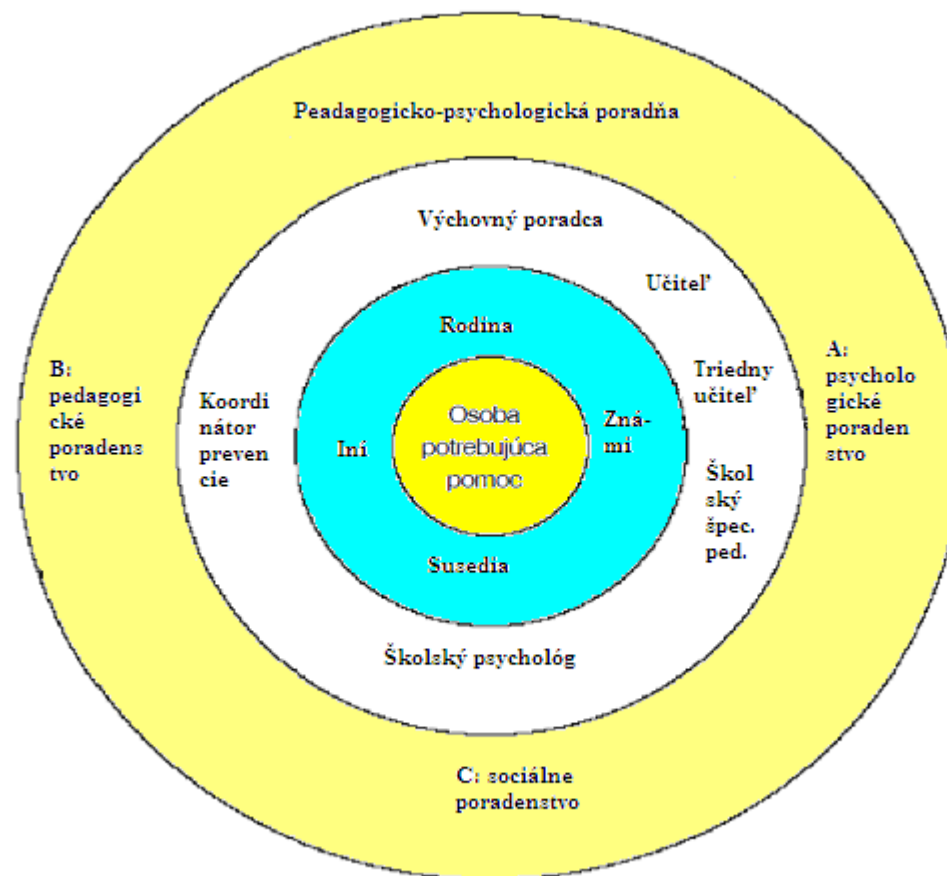 Peadagogicko-psychologická poradňa
Výchovný poradca
Učiteľ
Rodina
B:
pedagogi
cké
poradens
tvo
Koordi
nátor
preven
cie
Iní
Osoba
potrebujúca
pomoc
Zná-
mi
Triedny
učiteľ
A:
psycholo
gické
poraden
stvo
Škol
ský
špec.
ped.
Susedia
Školský psychológ
C: sociálne
poradenstvo